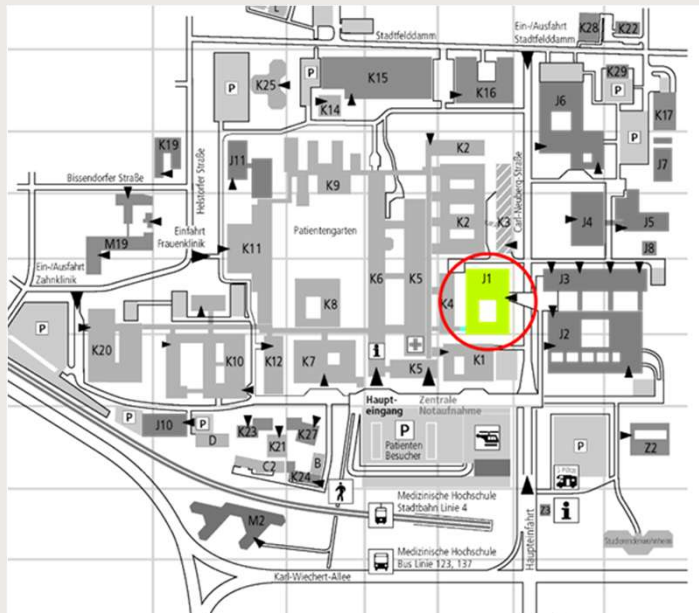 Stadtfelddamm
Ein-/Ausfahrt
Stadtfelddamm
K28
K22
P
K25
P
K14
K15
K16
J6
K29
P
K17
P
J7
K19
Bissendorfer Straße
Helstorfer Straße
J11
K9
K2
K2
K3
Carl-Neuberg-Straße
J4
J5
J8
M19
Einfahrt
Frauenklinik
K11
Patientengarten
K6
K5
Ein-/Ausfahrt
Zahnklinik
K8
K4
J1
J3
J2
P
K20
K10
K12
K7
i
K5
K1
Haupt-
eingang
Zentrale
Notaufnahme
P
J10
P
D
K23
K21
K27
C2
B
K24
P
Patienten
Besucher
P
Z2
M2
Medizinische Hochschule
Stadtbahn Linie 4
Z3
i
Haupteinfahrt
Medizinische Hochschule
Bus Linie 123, 137
Karl-Wiechert-Allee